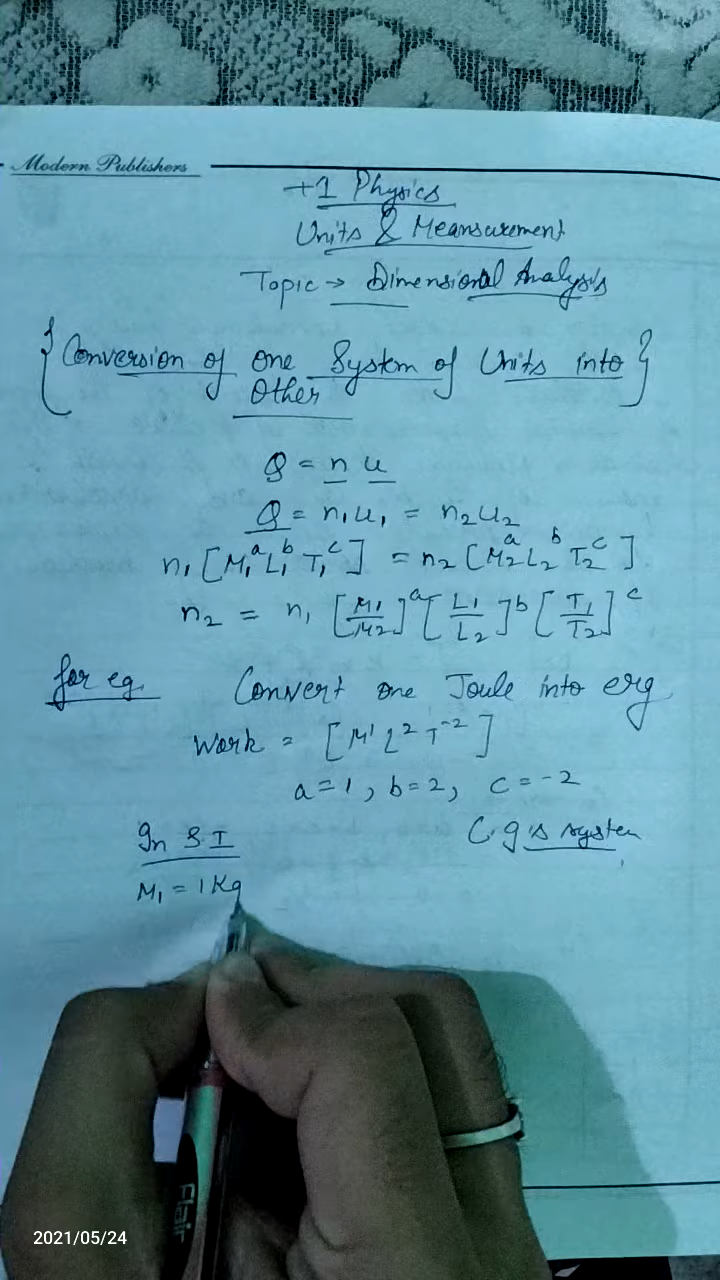 Modern Publishers
+1 Physics
Units & Meansurement
Topic → Dimensional Analysis
{Conversion of one System of Units into
Other}
Q = n u
Q = n₁u₁ = n₂u₂
n₁ [M₁ᵃ L₁ᵇ T₁ᶜ] = n₂ [M₂ᵃ L₂ᵇ T₂ᶜ]
n₂ = n₁ [M₁/M₂]ᵃ [L₁/L₂]ᵇ [T₁/T₂]ᶜ
for eg. Convert one Joule into erg
Work = [M¹ L² T⁻²]
a=1, b=2, c=-2
In S.I C.g's system
M₁ = 1 Kg
Flair
2021/05/24